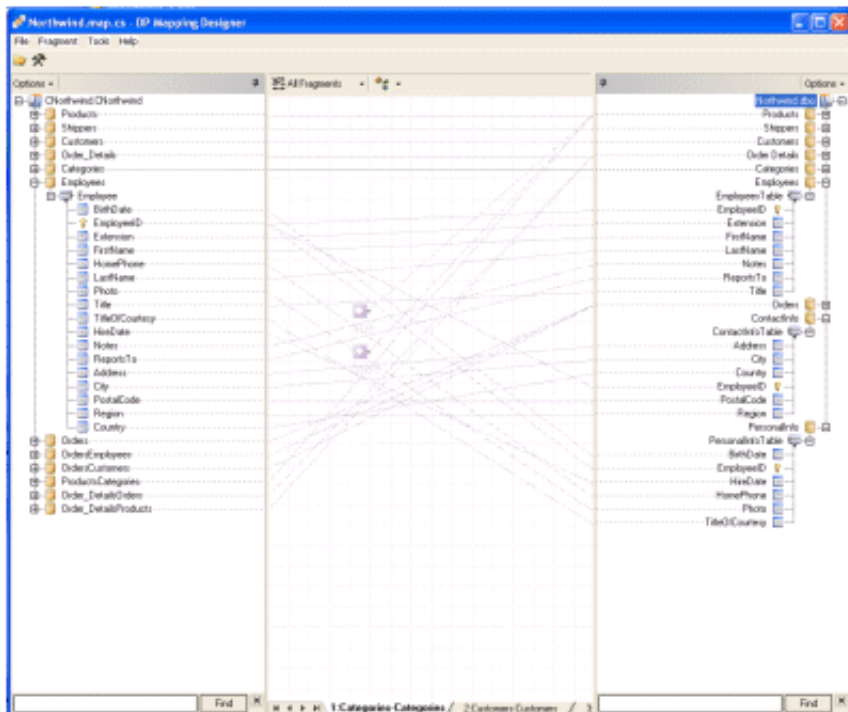 Northwind.map.cs - DP Mapping Designer
File Fragment Tools Help
Options
All Fragments
Options
CNorthwind:CNorthwind
Products
Shippers
Customers
Order_Details
Categories
Employees
Employee
BirthDate
EmployeeID
Extension
FirstName
HomePhone
LastName
Photo
Title
TitleOfCourtesy
HireDate
Notes
ReportsTo
Address
City
PostalCode
Region
Country
Orders
OrdersEmployees
OrdersCustomers
ProductsCategories
Order_DetailsOrders
Order_DetailsProducts
Find
1:Categories-Categories
2:Customers-Customers
3
Northwind.dbo
Products
Shippers
Customers
Order Details
Categories
Employees
EmployeesTable
EmployeeID
Extension
FirstName
LastName
Notes
ReportsTo
Title
Orders
ContactInfo
ContactInfoTable
Address
City
Country
EmployeeID
PostalCode
Region
PersonalInfo
PersonalInfoTable
BirthDate
EmployeeID
HireDate
HomePhone
Photo
TitleOfCourtesy
Find